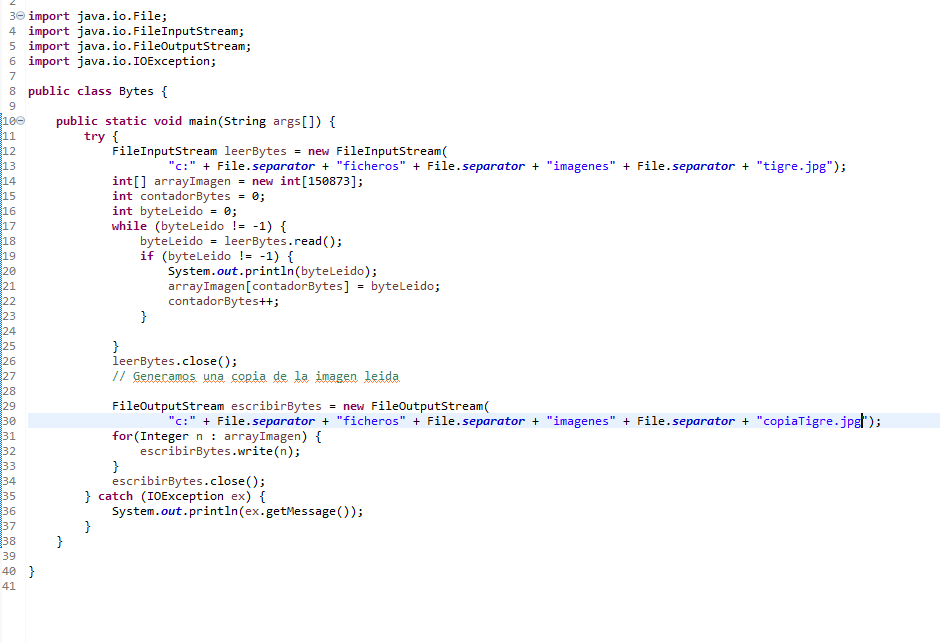 2
3 import java.io.File;
4 import java.io.FileInputStream;
5 import java.io.FileOutputStream;
6 import java.io.IOException;
7
8 public class Bytes {
9
10 public static void main(String args[]) {
11 try {
12 FileInputStream leerBytes = new FileInputStream(
13 "c:" + File.separator + "ficheros" + File.separator + "imagenes" + File.separator + "tigre.jpg");
14 int[] arrayImagen = new int[150873];
15 int contadorBytes = 0;
16 int byteLeido = 0;
17 while (byteLeido != -1) {
18 byteLeido = leerBytes.read();
19 if (byteLeido != -1) {
20 System.out.println(byteLeido);
21 arrayImagen[contadorBytes] = byteLeido;
22 contadorBytes++;
23 }
24
25 }
26 leerBytes.close();
27 // Generamos una copia de la imagen leida
28
29 FileOutputStream escribirBytes = new FileOutputStream(
30 "c:" + File.separator + "ficheros" + File.separator + "imagenes" + File.separator + "copiaTigre.jpg");
31 for(Integer n : arrayImagen) {
32 escribirBytes.write(n);
33 }
34 escribirBytes.close();
35 } catch (IOException ex) {
36 System.out.println(ex.getMessage());
37 }
38 }
39
40 }
41